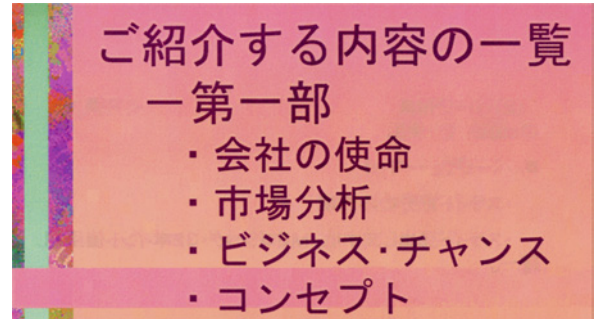 ご紹介する内容の一覧
－第一部
・会社の使命
・市場分析
・ビジネス・チャンス
・コンセプト